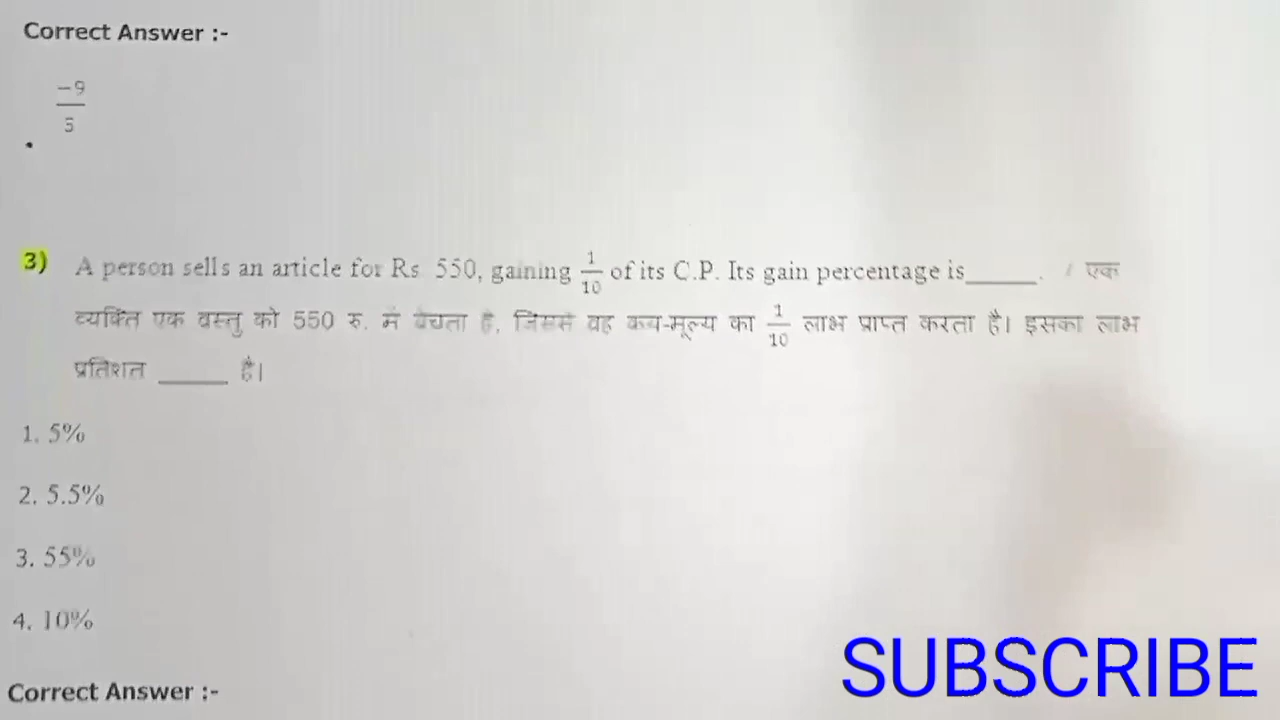 Correct Answer :-
-9
5
3) A person sells an article for Rs. 550, gaining 1/10 of its C.P. Its gain percentage is_____. / एक
व्यक्ति एक वस्तु को 550 रु. में बेचता है, जिससे वह क्रय-मूल्य का 1/10 लाभ प्राप्त करता है। इसका लाभ
प्रतिशत _____ है।
1. 5%
2. 5.5%
3. 55%
4. 10%
Correct Answer :-
SUBSCRIBE